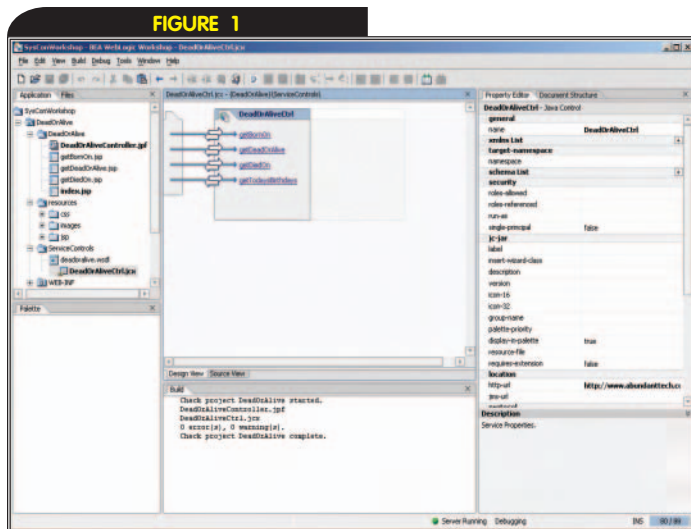 FIGURE 1
SysComWorkshop - BEA WebLogic Workshop - DeadOrAliveCtrl.jcx
File Edit View Build Debug Tools Window Help
Application Files
SysComWorkshop
DeadOrAlive
DeadOrAlive
DeadOrAliveController.jpf
getBornOn.jsp
getDeadOrAlive.jsp
getDiedOn.jsp
index.jsp
resources
css
images
jsp
ServiceControls
deadoralive.wsdl
DeadOrAliveCtrl.jcx
WEB-INF
Palette
DeadOrAliveCtrl.jcx - {DeadOrAlive}\ServiceControls\
DeadOrAliveCtrl
getBornOn
getDeadOrAlive
getDiedOn
getTodaysBirthdays
Design View Source View
Build
Check project DeadOrAlive started.
DeadOrAliveController.jpf
DeadOrAliveCtrl.jcx
0 error(s), 0 warning(s).
Check project DeadOrAlive complete.
Property Editor Document Structure
DeadOrAliveCtrl - Java Control
general
name DeadOrAliveCtrl
xmlns List
target-namespace
namespace
schema List
security
roles-allowed
roles-referenced
run-as
single-principal false
jc-jar
label
insert-wizard-class
description
version
icon-16
icon-32
group-name
palette-priority
display-in-palette true
resource-file
requires-extension false
location
http-url http://www.abundanttech.co
jms-url
Description
Service Properties.
Server Running Debugging INS